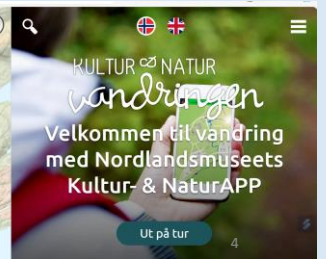 KULTUR & NATUR
vandringen
Velkommen til vandring
med Nordlandsmuseets
Kultur- & NaturAPP
Ut på tur
4